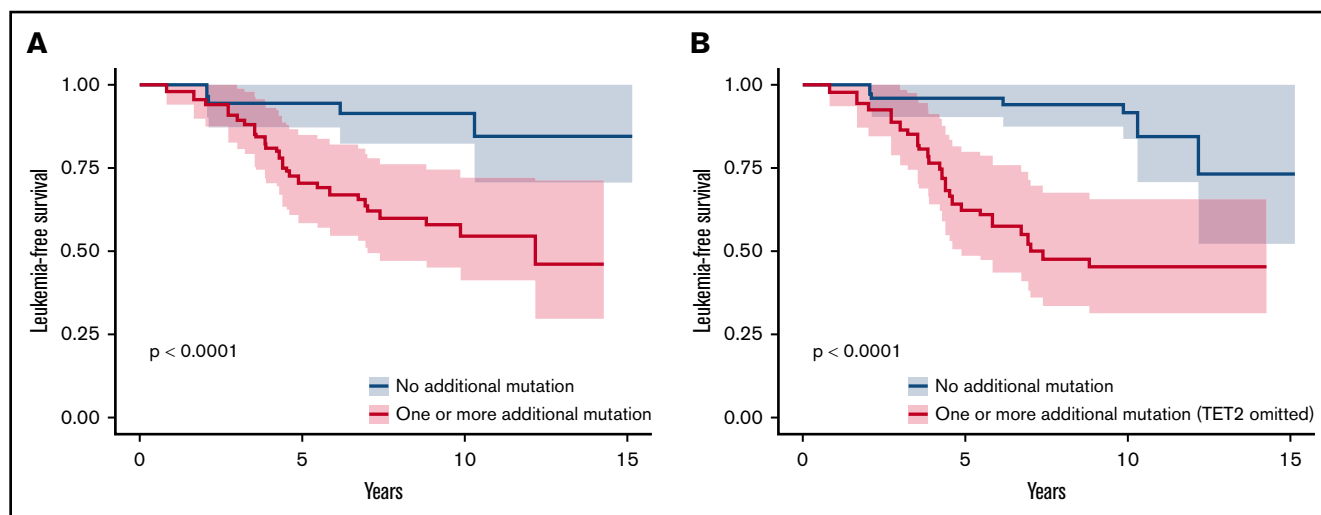 A
Leukemia-free survival
1.00
0.75
0.50
0.25
0.00
p < 0.0001
No additional mutation
One or more additional mutation
0 5 10 15
Years
B
Leukemia-free survival
1.00
0.75
0.50
0.25
0.00
p < 0.0001
No additional mutation
One or more additional mutation (TET2 omitted)
0 5 10 15
Years